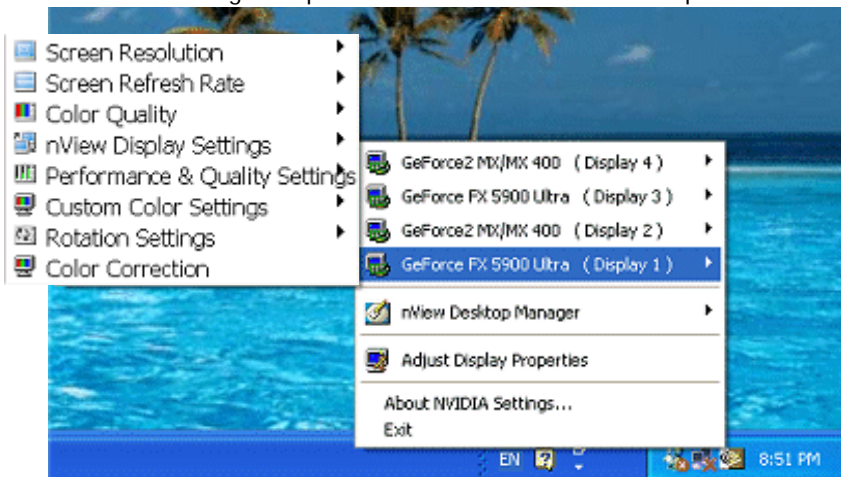 Screen Resolution
Screen Refresh Rate
Color Quality
nView Display Settings
Performance & Quality Settings
Custom Color Settings
Rotation Settings
Color Correction
GeForce2 MX/MX 400 ( Display 4 )
GeForce FX 5900 Ultra ( Display 3 )
GeForce2 MX/MX 400 ( Display 2 )
GeForce FX 5900 Ultra ( Display 1 )
nView Desktop Manager
Adjust Display Properties
About NVIDIA Settings...
Exit
EN
8:51 PM